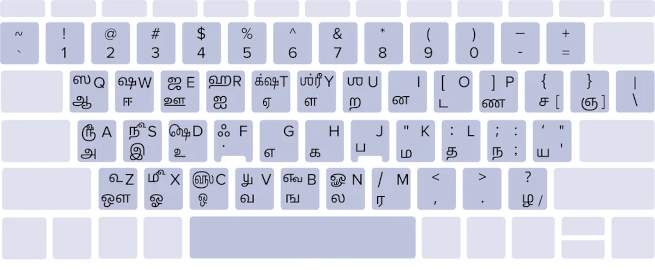 ~ ! @ # $ % ^ & * ( ) – +
` 1 2 3 4 5 6 7 8 9 0 - =
ஸ Q ஷ W ஜ E ஹ R க்ஷ T ஸ்ரீ Y ஶ U I [ O ] P { } |
ஆ ஈ ஊ ஐ ஏ ள ற ன ட ண ச [ ஞ ] \
௹ A ௺ S ௸ D ஃ F G H J " K : L ; : ' "
அ இ உ ் எ க ப ம த ந ; ய '
௳ Z ௴ X ௵ C ௶ V ௷ B ௐ N / M < > ?
ஔ ஓ ஒ வ ங ல ர , . ழ /